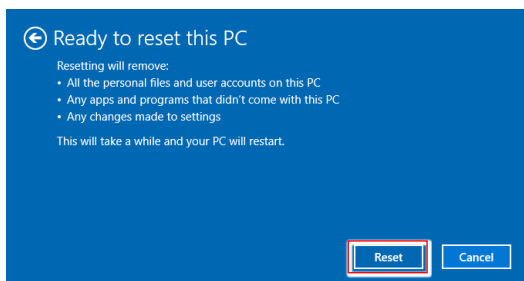 Ready to reset this PC
Resetting will remove:
• All the personal files and user accounts on this PC
• Any apps and programs that didn't come with this PC
• Any changes made to settings
This will take a while and your PC will restart.
Reset Cancel